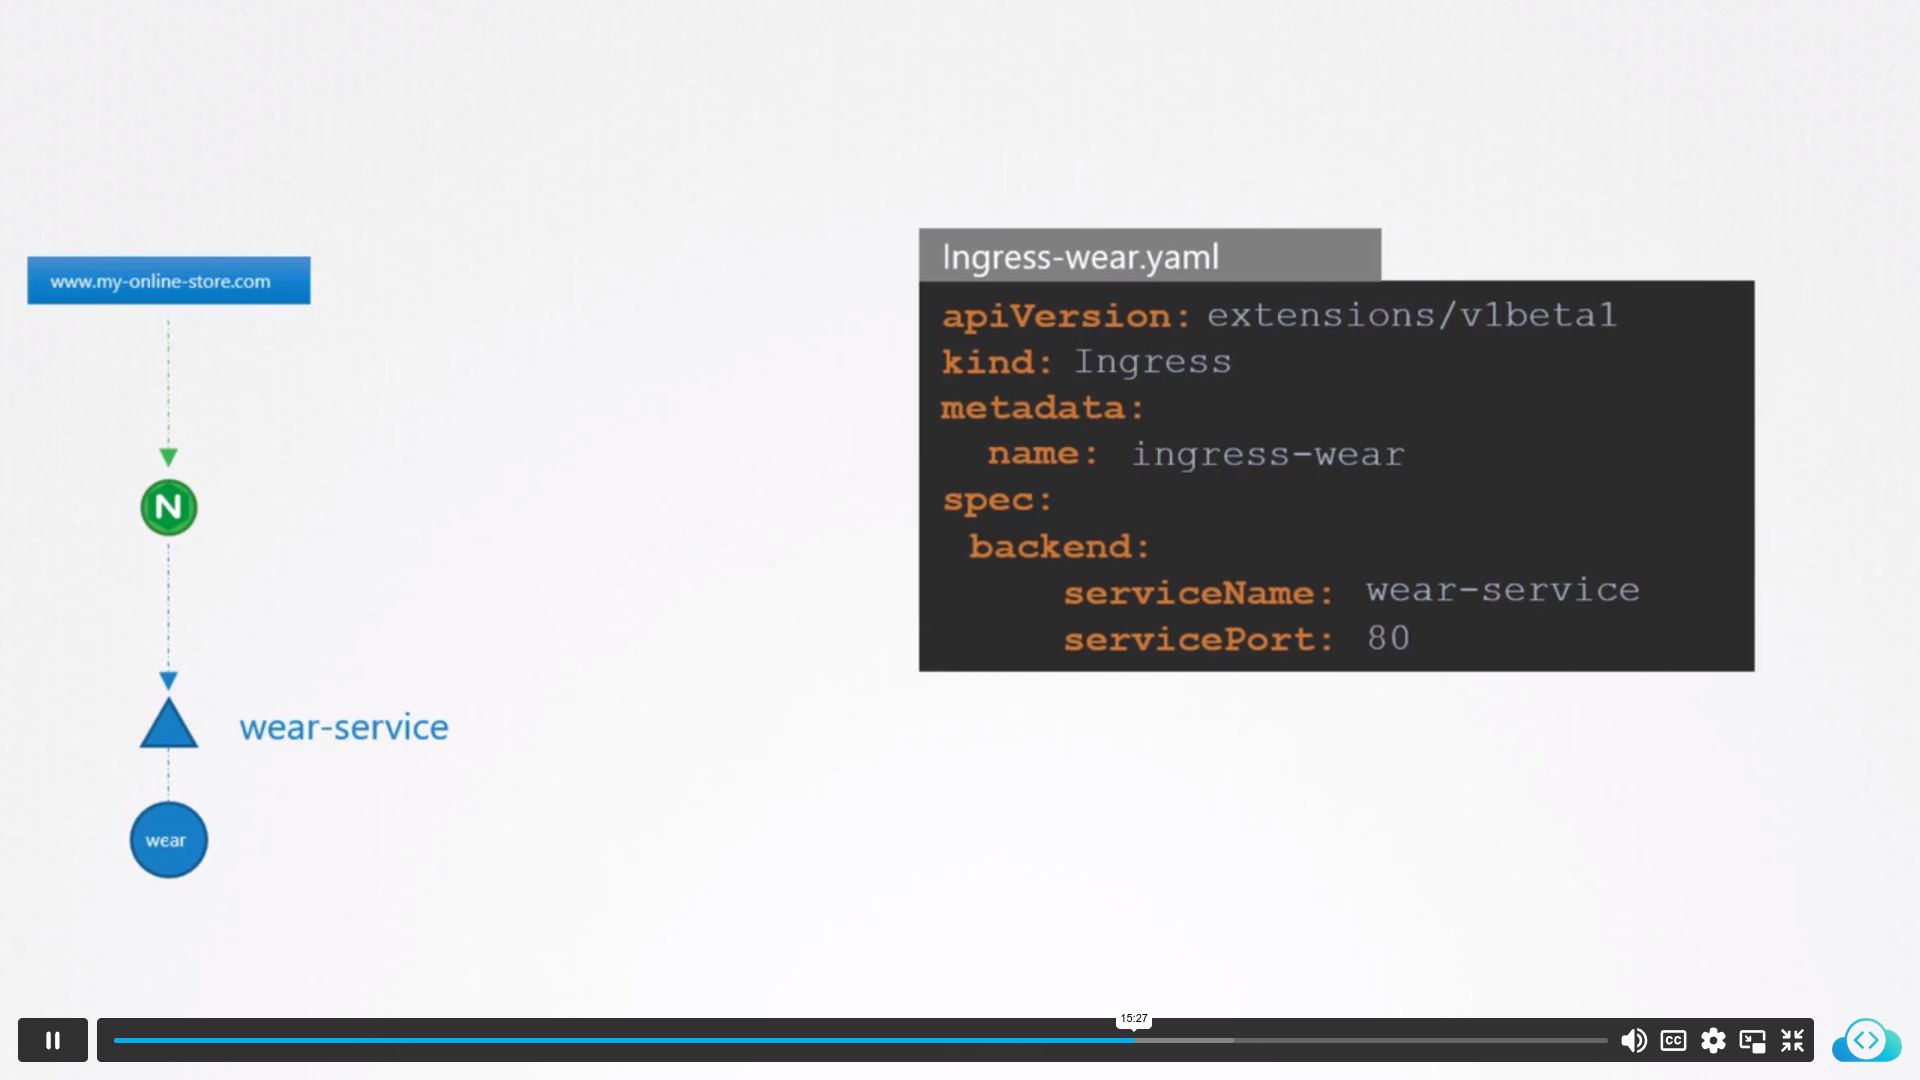 www.my-online-store.com
N
wear-service
wear
Ingress-wear.yaml
apiVersion: extensions/v1beta1
kind: Ingress
metadata:
name: ingress-wear
spec:
backend:
serviceName: wear-service
servicePort: 80
15:27
CC